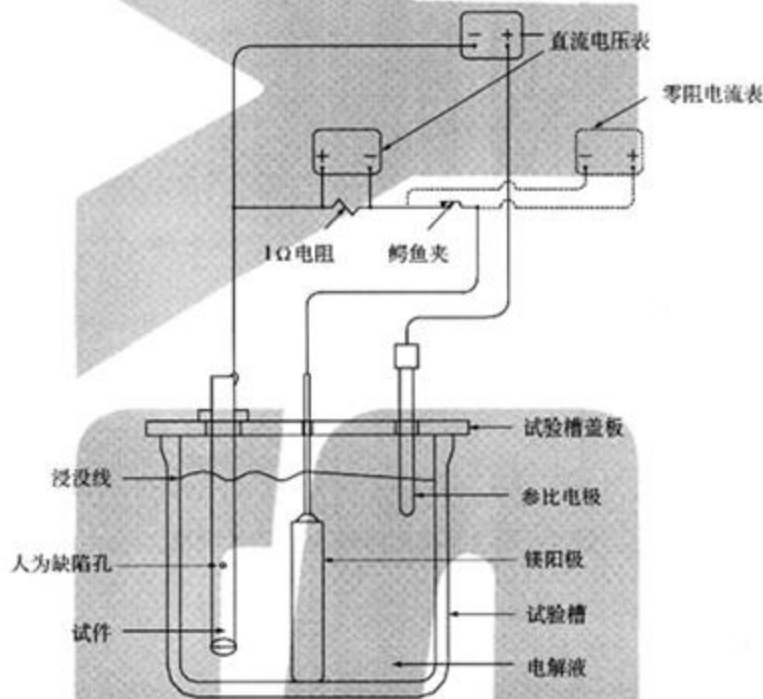 - +
直流电压表
零阻电流表
+ -
- +
1Ω电阻
鳄鱼夹
试验槽盖板
浸没线
参比电极
人为缺陷孔
镁阳极
试件
试验槽
电解液